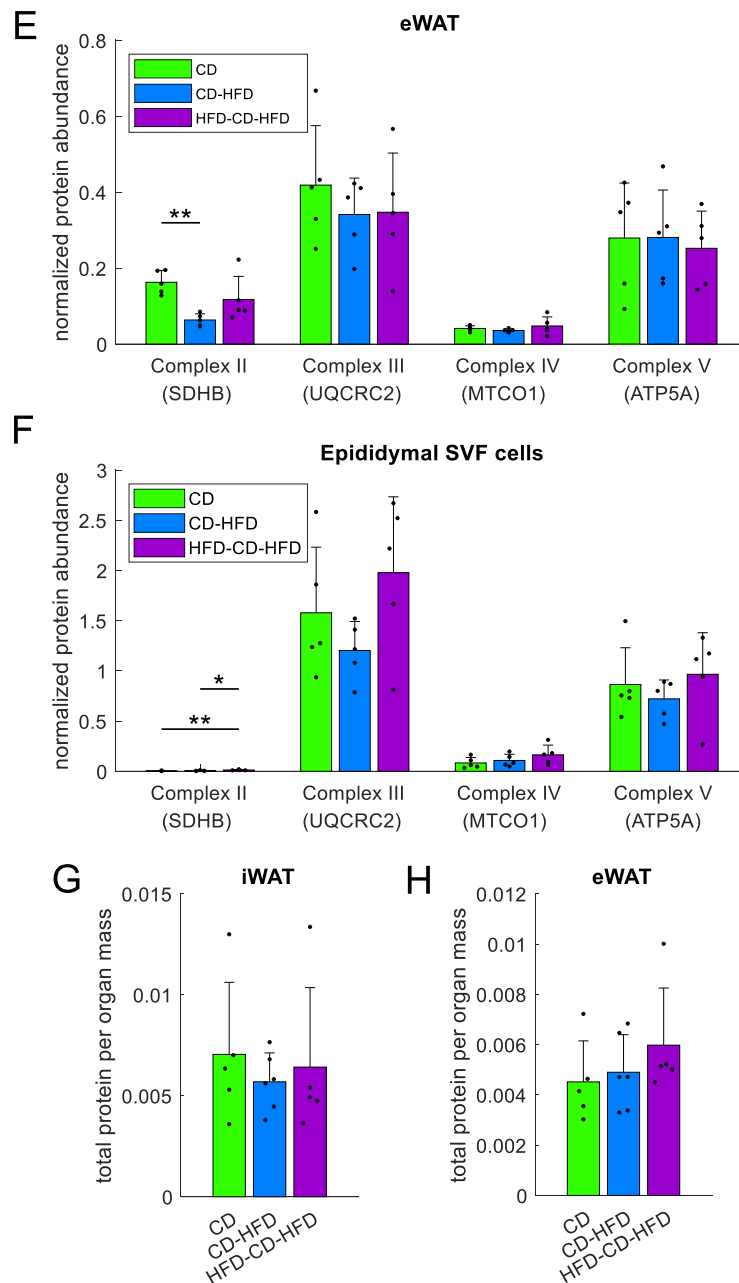 E
eWAT
normalized protein abundance
0.8
0.6
0.4
0.2
0
CD
CD-HFD
HFD-CD-HFD
**
Complex II Complex III Complex IV Complex V
(SDHB) (UQCRC2) (MTCO1) (ATP5A)
F
Epididymal SVF cells
normalized protein abundance
3
2.5
2
1.5
1
0.5
0
CD
CD-HFD
HFD-CD-HFD
*
**
Complex II Complex III Complex IV Complex V
(SDHB) (UQCRC2) (MTCO1) (ATP5A)
G
iWAT
total protein per organ mass
0.015
0.01
0.005
0
CD
CD-HFD
HFD-CD-HFD
H
eWAT
total protein per organ mass
0.012
0.01
0.008
0.006
0.004
0.002
0
CD
CD-HFD
HFD-CD-HFD